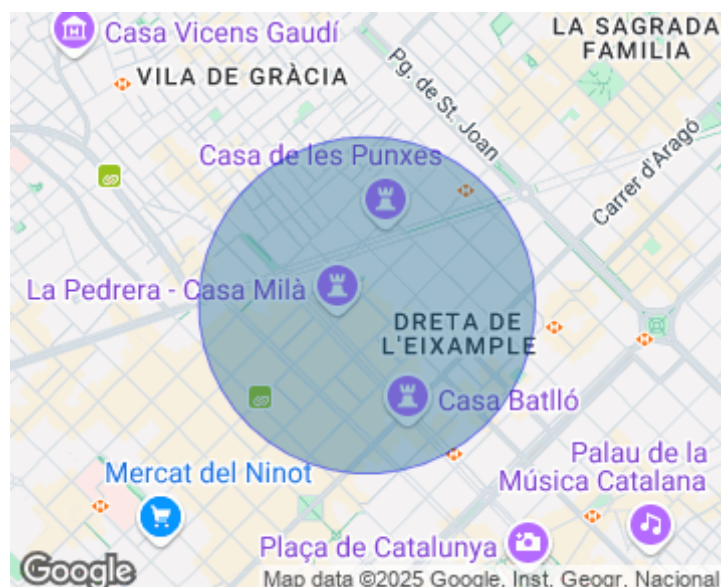 Casa Vicens Gaudí
LA SAGRADA
FAMILIA
VILA DE GRÀCIA
Pg. de St. Joan
Casa de les Punxes
Carrer d'Aragó
La Pedrera - Casa Milà
DRETA DE
L'EIXAMPLE
Casa Batlló
Mercat del Ninot
Palau de la
Música Catalana
Plaça de Catalunya
Google
Map data ©2025 Google, Inst. Geogr. Nacional